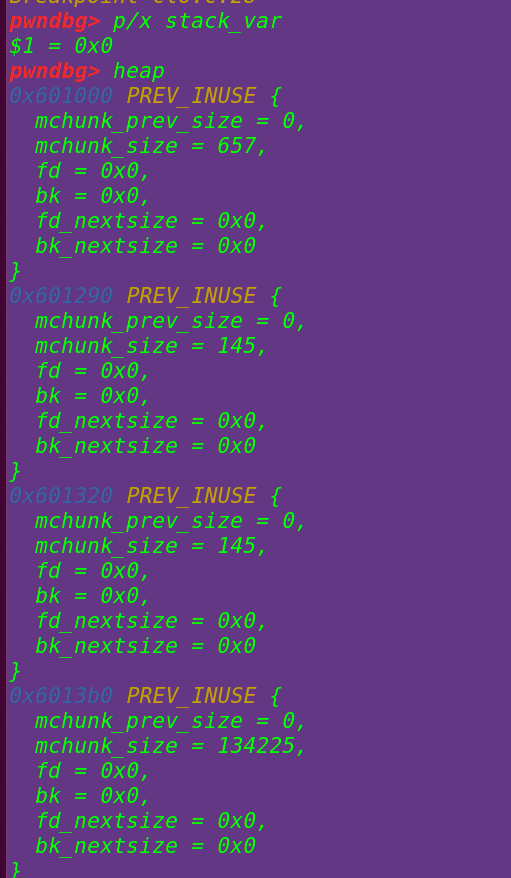 pwndbg> p/x stack_var
$1 = 0x0
pwndbg> heap
0x601000 PREV_INUSE {
  mchunk_prev_size = 0,
  mchunk_size = 657,
  fd = 0x0,
  bk = 0x0,
  fd_nextsize = 0x0,
  bk_nextsize = 0x0
}
0x601290 PREV_INUSE {
  mchunk_prev_size = 0,
  mchunk_size = 145,
  fd = 0x0,
  bk = 0x0,
  fd_nextsize = 0x0,
  bk_nextsize = 0x0
}
0x601320 PREV_INUSE {
  mchunk_prev_size = 0,
  mchunk_size = 145,
  fd = 0x0,
  bk = 0x0,
  fd_nextsize = 0x0,
  bk_nextsize = 0x0
}
0x6013b0 PREV_INUSE {
  mchunk_prev_size = 0,
  mchunk_size = 134225,
  fd = 0x0,
  bk = 0x0,
  fd_nextsize = 0x0,
  bk_nextsize = 0x0
}